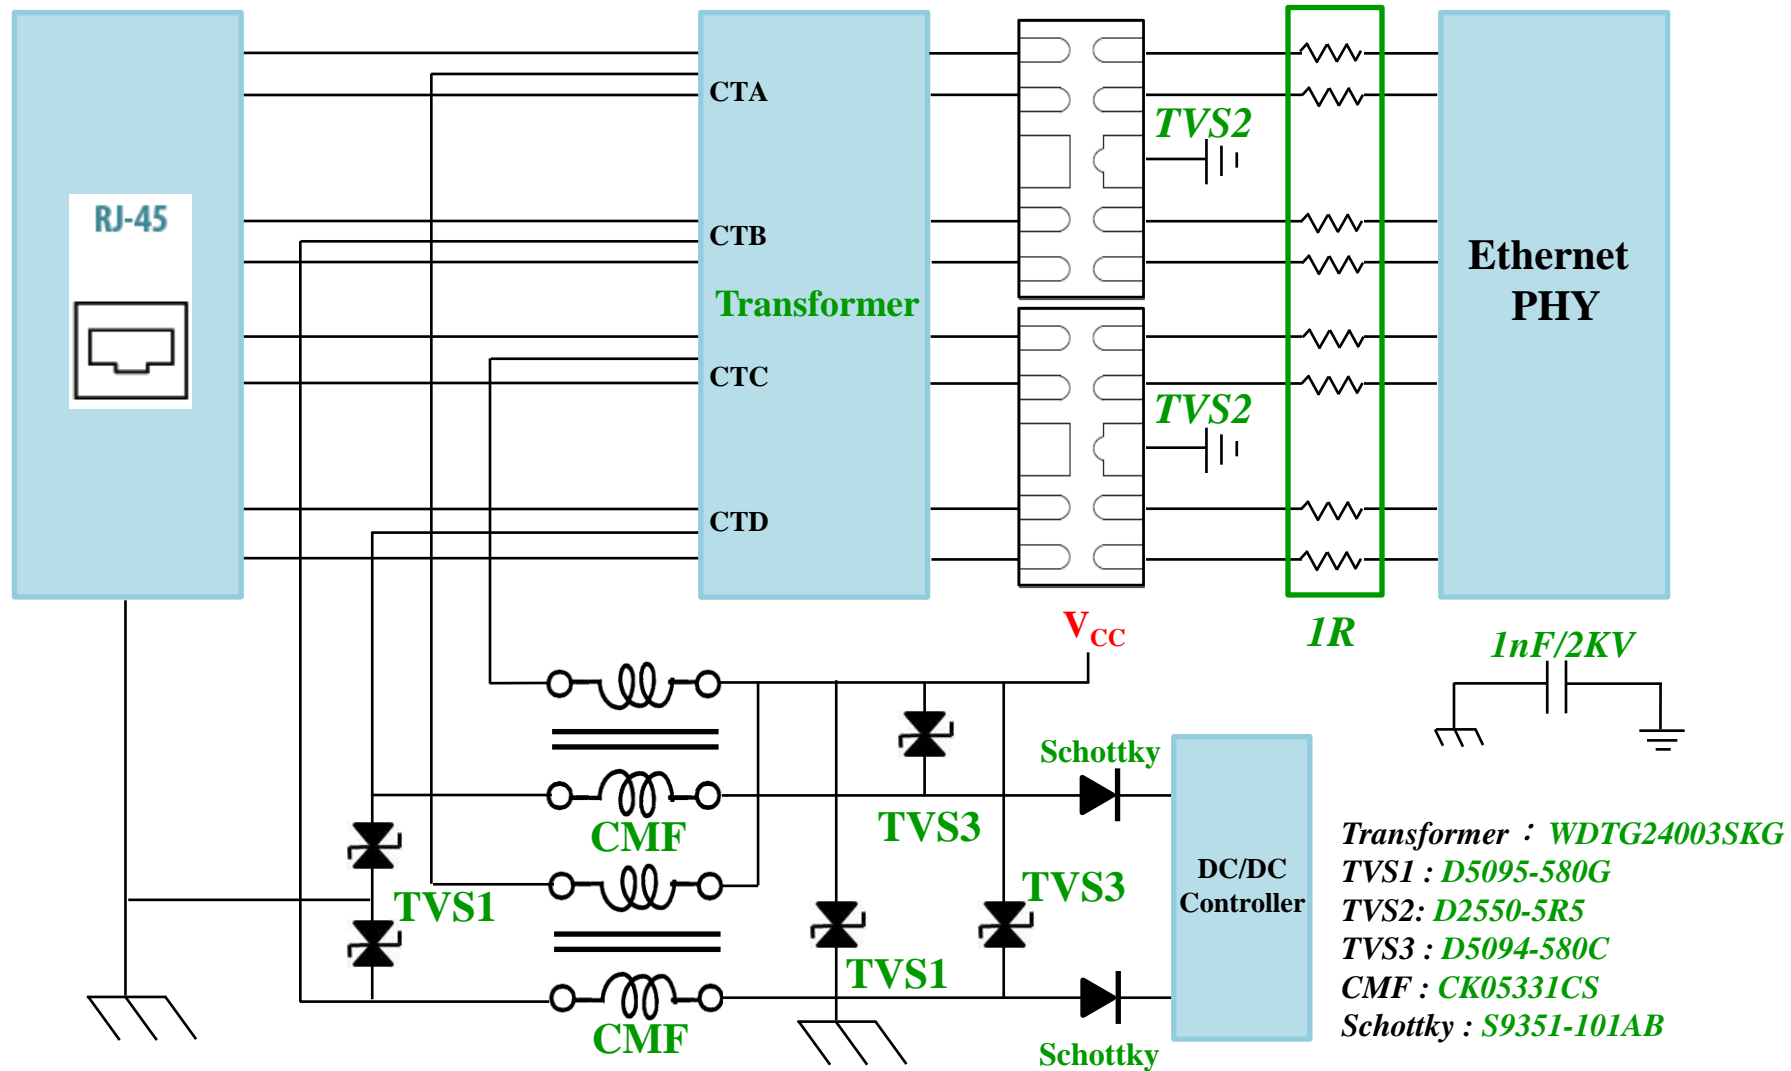 RJ-45
CTA
CTB
Transformer
CTC
CTD
TVS2
TVS2
Ethernet
PHY
VCC
1R
1nF/2KV
Schottky
TVS3
CMF
TVS1
TVS3
TVS1
CMF
Schottky
DC/DC
Controller
Transformer : WDTG24003SKG
TVS1 : D5095-580G
TVS2: D2550-5R5
TVS3 : D5094-580C
CMF : CK05331CS
Schottky : S9351-101AB